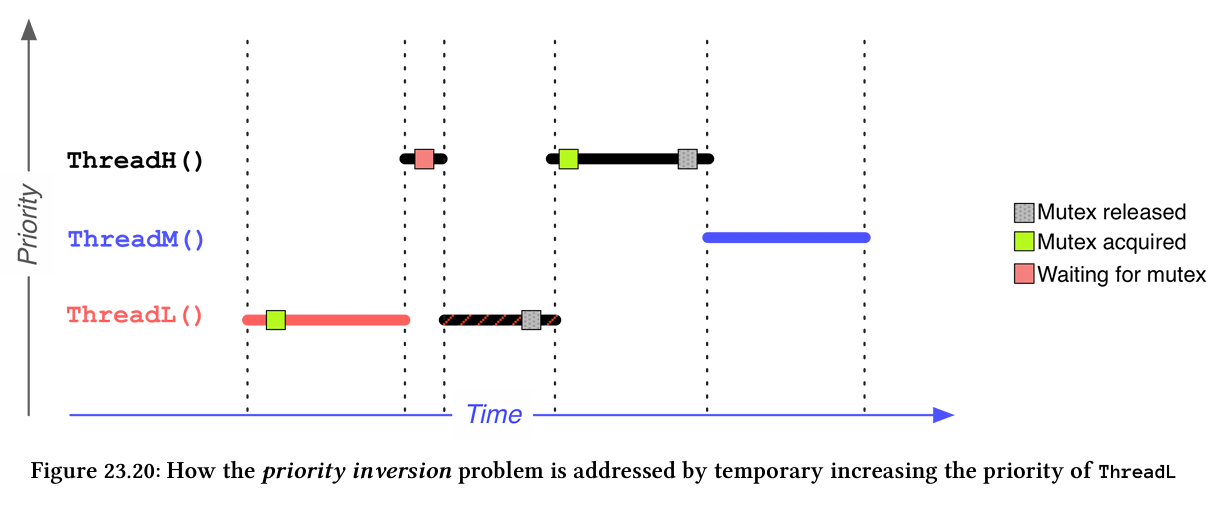 ThreadH()
ThreadM()
ThreadL()
Priority
Time
Mutex released
Mutex acquired
Waiting for mutex
Figure 23.20: How the priority inversion problem is addressed by temporary increasing the priority of ThreadL